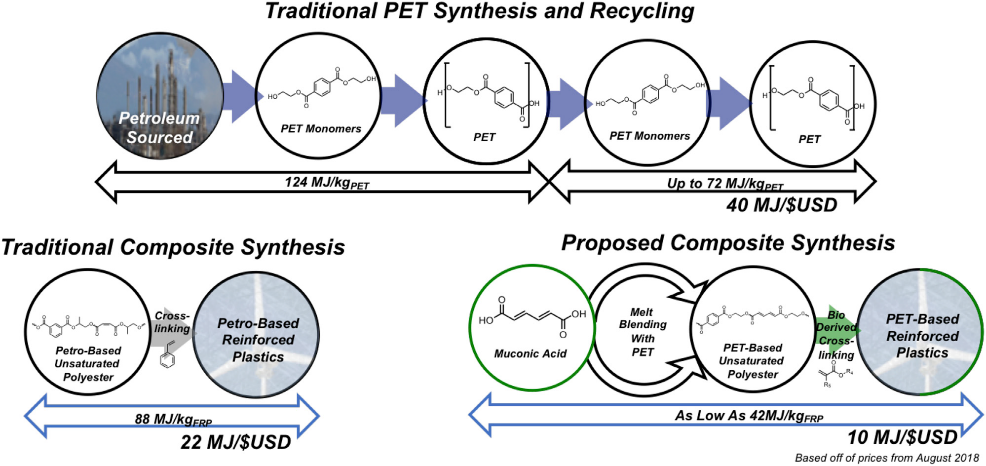 Traditional PET Synthesis and Recycling
Petroleum
Sourced
PET Monomers
PET
PET Monomers
PET
124 MJ/kgPET
Up to 72 MJ/kgPET
40 MJ/$USD
Traditional Composite Synthesis
Cross-
linking
Petro-Based
Unsaturated
Polyester
Petro-Based
Reinforced
Plastics
88 MJ/kgFRP
22 MJ/$USD
Proposed Composite Synthesis
HO
O
O
OH
Muconic Acid
Melt
Blending
With
PET
PET-Based
Unsaturated
Polyester
Bio
Derived
Cross-
linking
O
O
R4
R5
PET-Based
Reinforced
Plastics
As Low As 42MJ/kgFRP
10 MJ/$USD
Based off of prices from August 2018